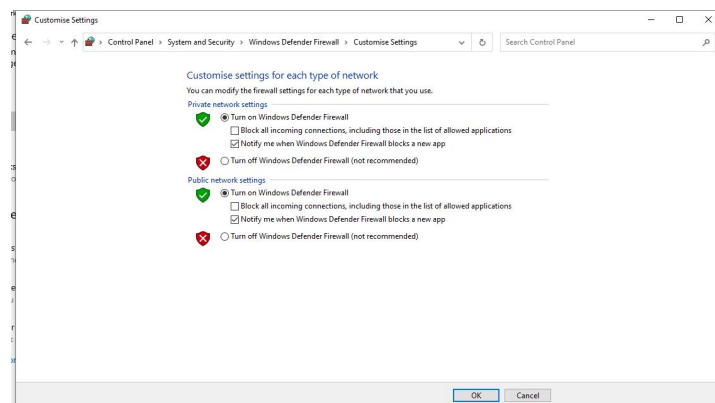 Customise Settings
Control Panel > System and Security > Windows Defender Firewall > Customise Settings
Search Control Panel
Customise settings for each type of network
You can modify the firewall settings for each type of network that you use.
Private network settings
Turn on Windows Defender Firewall
Block all incoming connections, including those in the list of allowed applications
Notify me when Windows Defender Firewall blocks a new app
Turn off Windows Defender Firewall (not recommended)
Public network settings
Turn on Windows Defender Firewall
Block all incoming connections, including those in the list of allowed applications
Notify me when Windows Defender Firewall blocks a new app
Turn off Windows Defender Firewall (not recommended)
OK Cancel